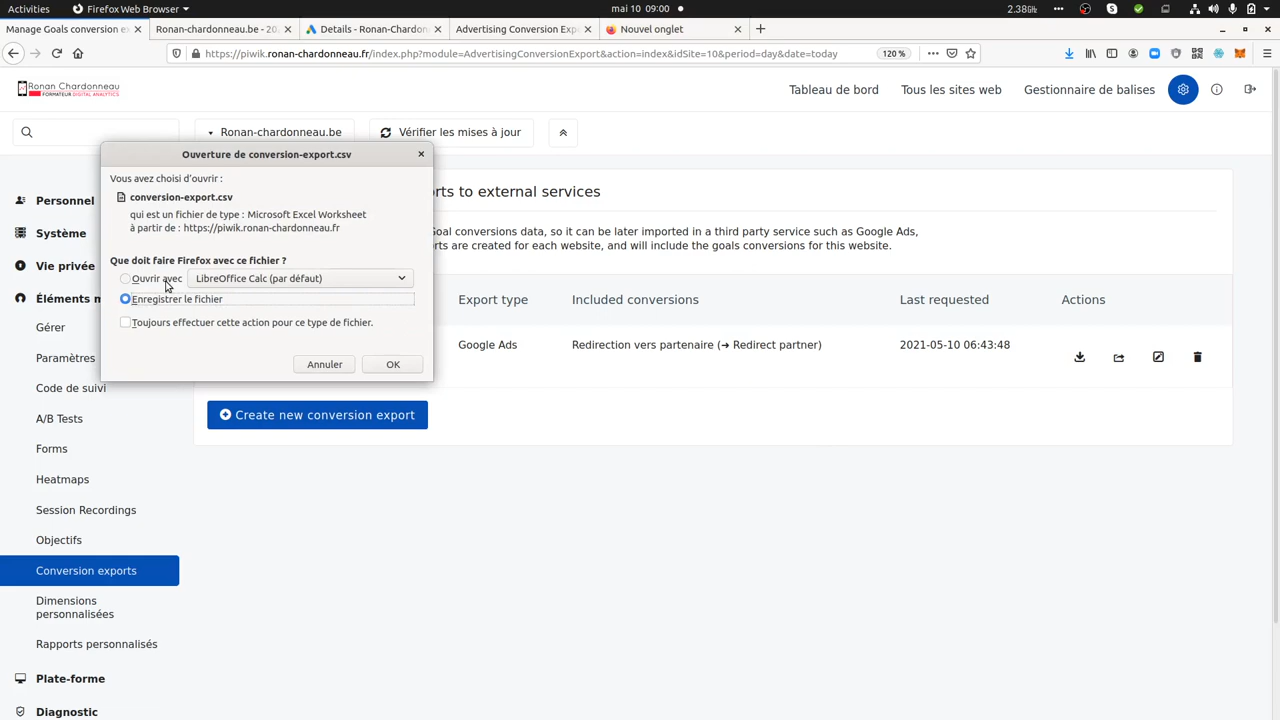 Activities
Firefox Web Browser
mai 10 09:00
2.38GiB
Manage Goals conversion e
Ronan-chardonneau.be - 20
Details - Ronan-Chardonn
Advertising Conversion Exp
Nouvel onglet
https://piwik.ronan-chardonneau.fr/index.php?module=AdvertisingConversionExport&action=index&idSite=10&period=day&date=today
120 %
Ronan Chardonneau
FORMATEUR DIGITAL ANALYTICS
Tableau de bord
Tous les sites web
Gestionnaire de balises
Ronan-chardonneau.be
Vérifier les mises à jour
Ouverture de conversion-export.csv
Vous avez choisi d'ouvrir :
conversion-export.csv
qui est un fichier de type : Microsoft Excel Worksheet
à partir de : https://piwik.ronan-chardonneau.fr
Que doit faire Firefox avec ce fichier ?
Ouvrir avec
LibreOffice Calc (par défaut)
Enregistrer le fichier
Toujours effectuer cette action pour ce type de fichier.
Annuler
OK
Personnel
Système
Vie privée
Éléments m
Gérer
Paramètres
Code de suivi
A/B Tests
Forms
Heatmaps
Session Recordings
Objectifs
Conversion exports
Dimensions
personnalisées
Rapports personnalisés
Plate-forme
Diagnostic
rts to external services
oal conversions data, so it can be later imported in a third party service such as Google Ads,
rts are created for each website, and will include the goals conversions for this website.
Export type
Included conversions
Last requested
Actions
Google Ads
Redirection vers partenaire (➔ Redirect partner)
2021-05-10 06:43:48
Create new conversion export